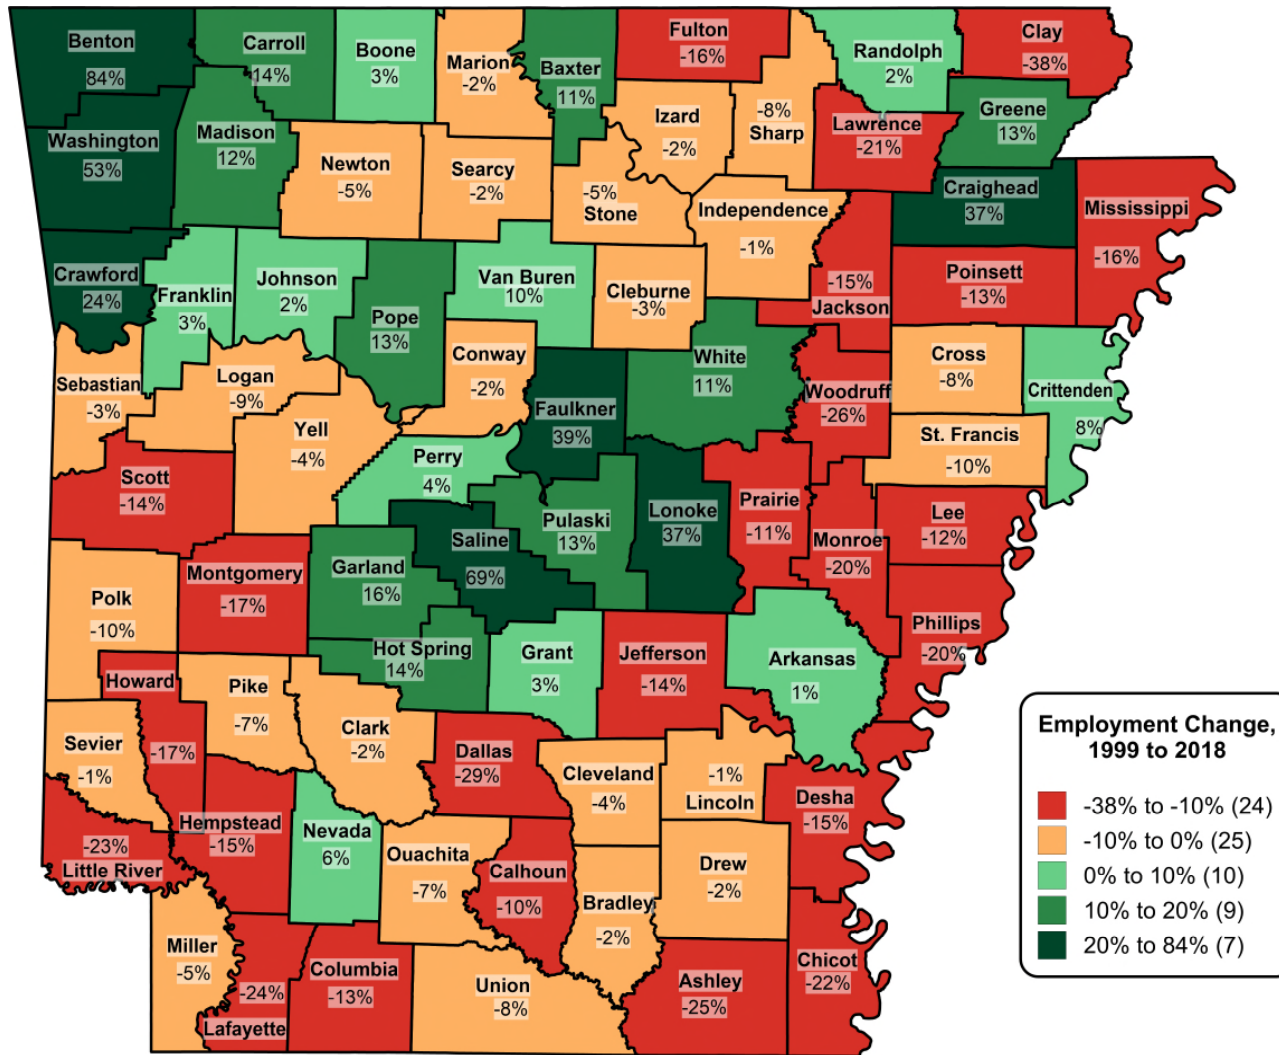 Benton
84%
Carroll
14%
Boone
3%
Marion
-2%
Baxter
11%
Fulton
-16%
Randolph
2%
Clay
-38%
Washington
53%
Madison
12%
Newton
-5%
Searcy
-2%
-5%
Stone
Izard
-2%
-8%
Sharp
Lawrence
-21%
Greene
13%
Independence
-1%
Craighead
37%
Mississippi
-16%
Crawford
24%
Franklin
3%
Johnson
2%
Pope
13%
Van Buren
10%
Cleburne
-3%
-15%
Jackson
Poinsett
-13%
Sebastian
-3%
Logan
-9%
Conway
-2%
White
11%
Woodruff
-26%
Cross
-8%
Crittenden
8%
Scott
-14%
Yell
-4%
Perry
4%
Faulkner
39%
St. Francis
-10%
Saline
69%
Pulaski
13%
Lonoke
37%
Prairie
-11%
Monroe
-20%
Lee
-12%
Polk
-10%
Montgomery
-17%
Garland
16%
Hot Spring
14%
Grant
3%
Jefferson
-14%
Arkansas
1%
Phillips
-20%
Howard
-17%
Pike
-7%
Clark
-2%
Dallas
-29%
Cleveland
-4%
-1%
Lincoln
Desha
-15%
Sevier
-1%
-23%
Little River
Hempstead
-15%
Nevada
6%
Ouachita
-7%
Calhoun
-10%
Bradley
-2%
Drew
-2%
Miller
-5%
-24%
Lafayette
Columbia
-13%
Union
-8%
Ashley
-25%
Chicot
-22%
Employment Change,
1999 to 2018
-38% to -10% (24)
-10% to 0% (25)
0% to 10% (10)
10% to 20% (9)
20% to 84% (7)